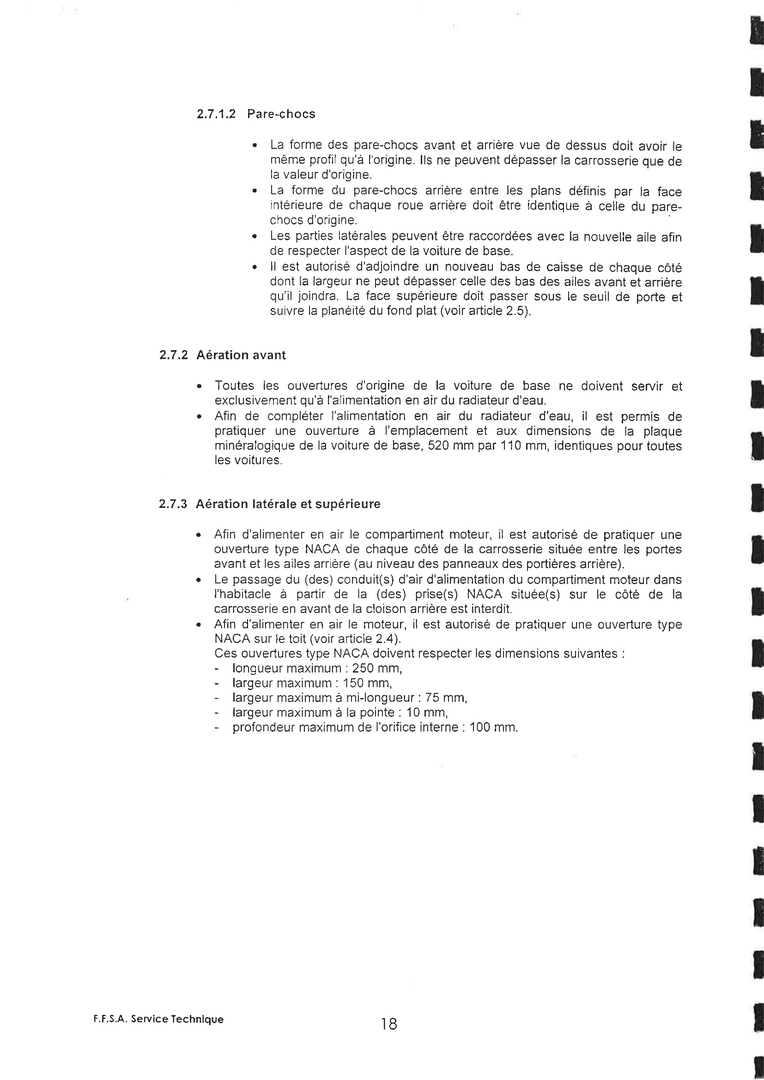 2.7.1.2 Pare-chocs
• La forme des pare-chocs avant et arrière vue de dessus doit avoir le
même profil qu'à l'origine. Ils ne peuvent dépasser la carrosserie que de
la valeur d'origine.
• La forme du pare-chocs arrière entre les plans définis par la face
intérieure de chaque roue arrière doit être identique à celle du pare-
chocs d'origine.
• Les parties latérales peuvent être raccordées avec la nouvelle aile afin
de respecter l'aspect de la voiture de base.
• Il est autorisé d'adjoindre un nouveau bas de caisse de chaque côté
dont la largeur ne peut dépasser celle des bas des ailes avant et arrière
qu'il joindra. La face supérieure doit passer sous le seuil de porte et
suivre la planéité du fond plat (voir article 2.5).
2.7.2 Aération avant
• Toutes les ouvertures d'origine de la voiture de base ne doivent servir et
exclusivement qu'à l'alimentation en air du radiateur d'eau.
• Afin de compléter l'alimentation en air du radiateur d'eau, il est permis de
pratiquer une ouverture à l'emplacement et aux dimensions de la plaque
minéralogique de la voiture de base, 520 mm par 110 mm, identiques pour toutes
les voitures.
2.7.3 Aération latérale et supérieure
• Afin d'alimenter en air le compartiment moteur, il est autorisé de pratiquer une
ouverture type NACA de chaque côté de la carrosserie située entre les portes
avant et les ailes arrière (au niveau des panneaux des portières arrière).
• Le passage du (des) conduit(s) d'air d'alimentation du compartiment moteur dans
l'habitacle à partir de la (des) prise(s) NACA située(s) sur le côté de la
carrosserie en avant de la cloison arrière est interdit.
• Afin d'alimenter en air le moteur, il est autorisé de pratiquer une ouverture type
NACA sur le toit (voir article 2.4).
Ces ouvertures type NACA doivent respecter les dimensions suivantes :
- longueur maximum : 250 mm,
- largeur maximum : 150 mm,
- largeur maximum à mi-longueur : 75 mm,
- largeur maximum à la pointe : 10 mm,
- profondeur maximum de l'orifice interne : 100 mm.
F.F.S.A. Service Technique
18